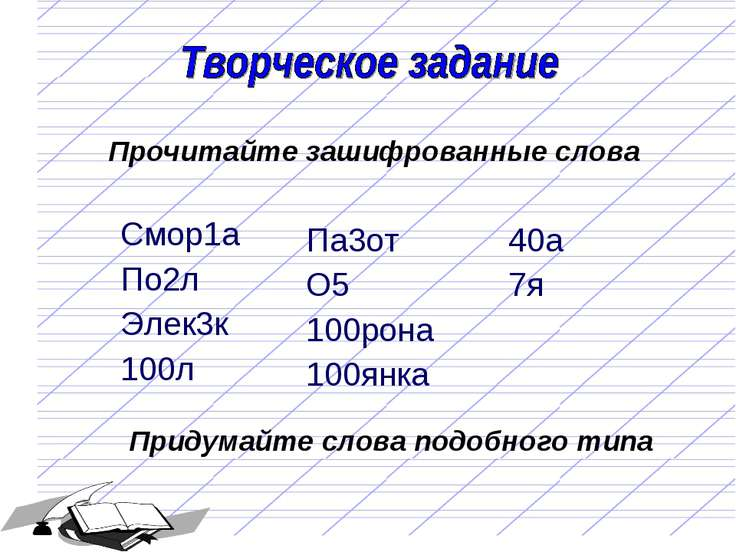 Творческое задание
Прочитайте зашифрованные слова
Смор1а
По2л
Элек3к
100л
Па3от
О5
100рона
100янка
40а
7я
Придумайте слова подобного типа